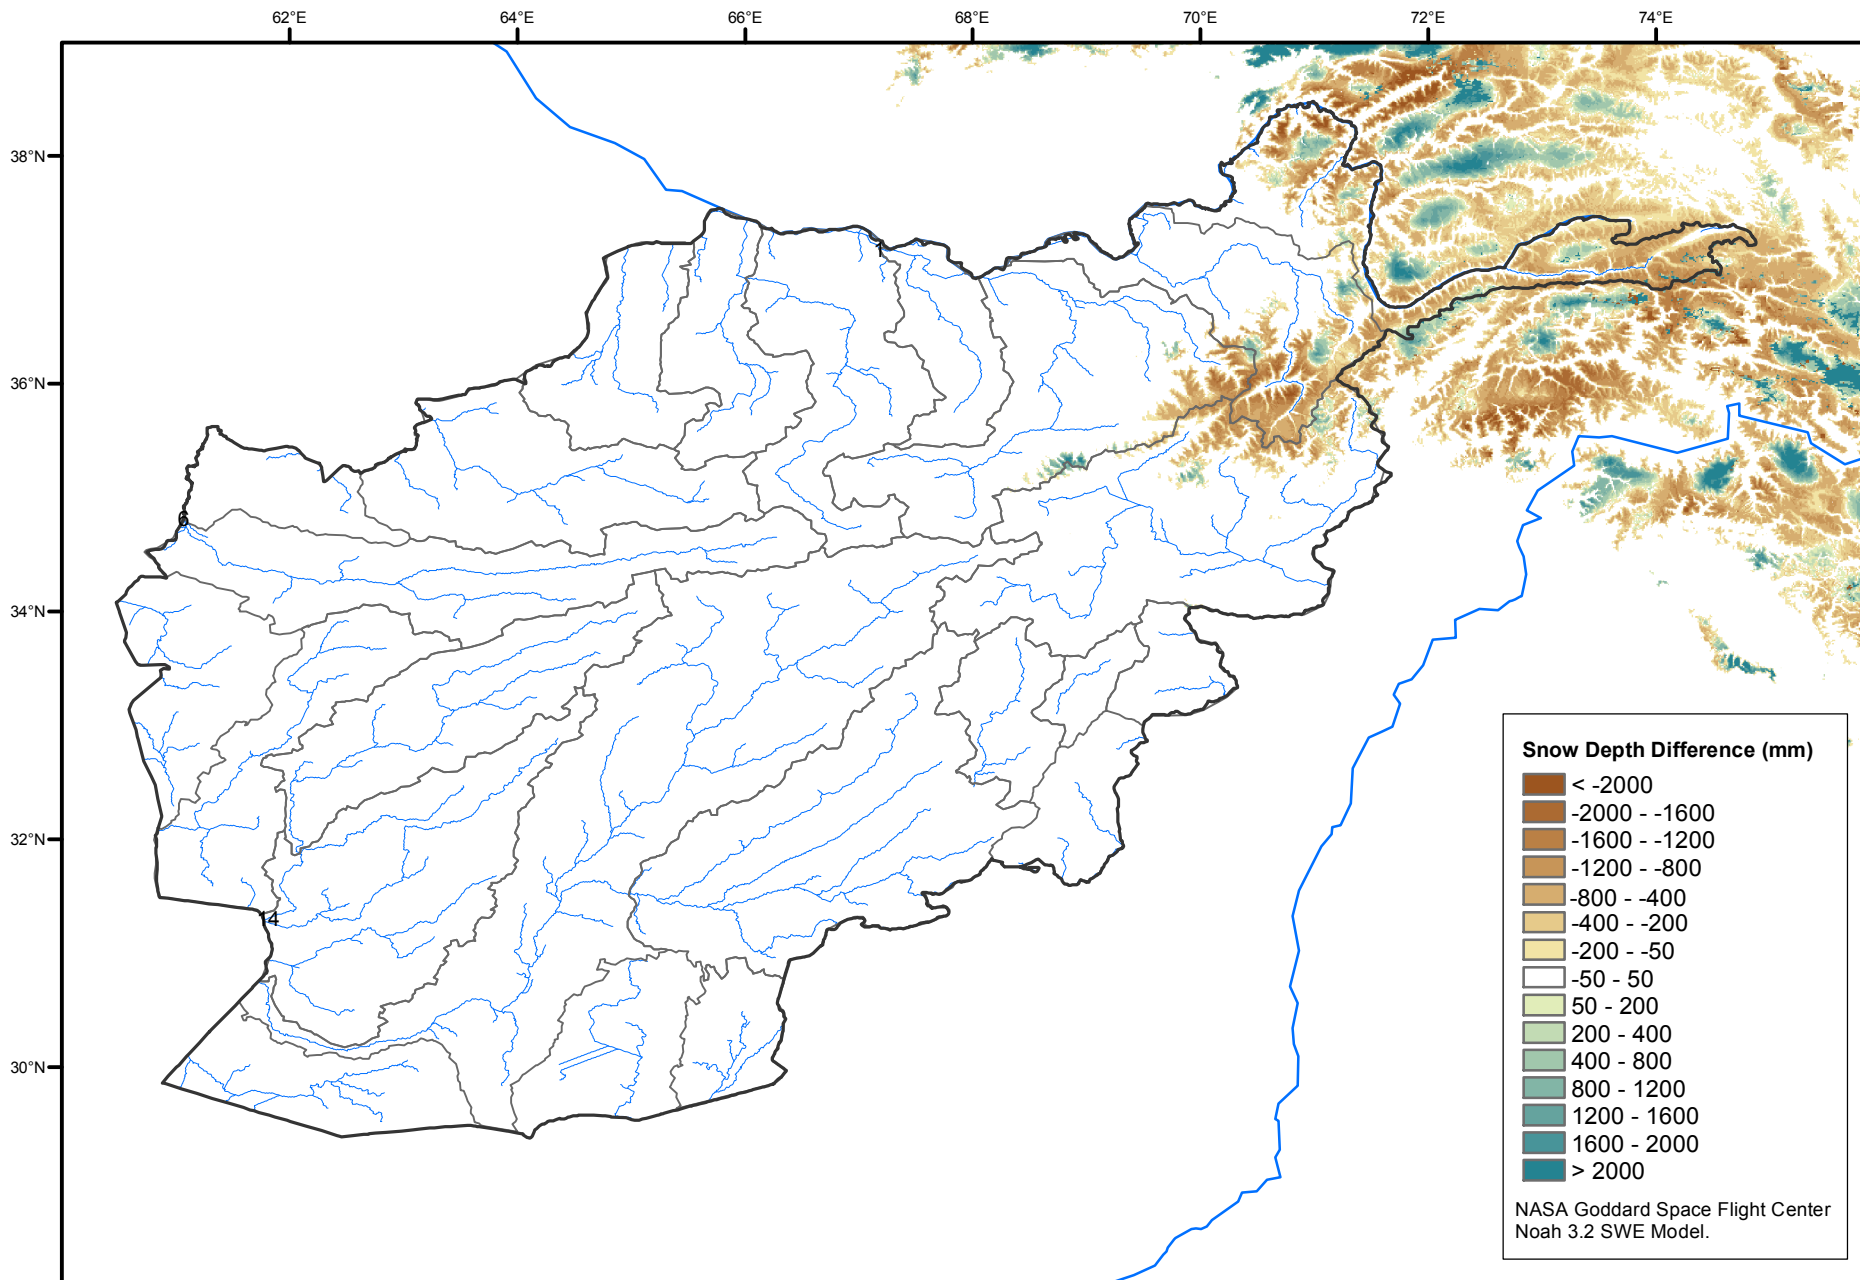 62°E
64°E
66°E
68°E
70°E
72°E
74°E
38°N
36°N
34°N
32°N
30°N
1
6
14
Snow Depth Difference (mm)
< -2000
-2000 - -1600
-1600 - -1200
-1200 - -800
-800 - -400
-400 - -200
-200 - -50
-50 - 50
50 - 200
200 - 400
400 - 800
800 - 1200
1200 - 1600
1600 - 2000
> 2000
NASA Goddard Space Flight Center
Noah 3.2 SWE Model.